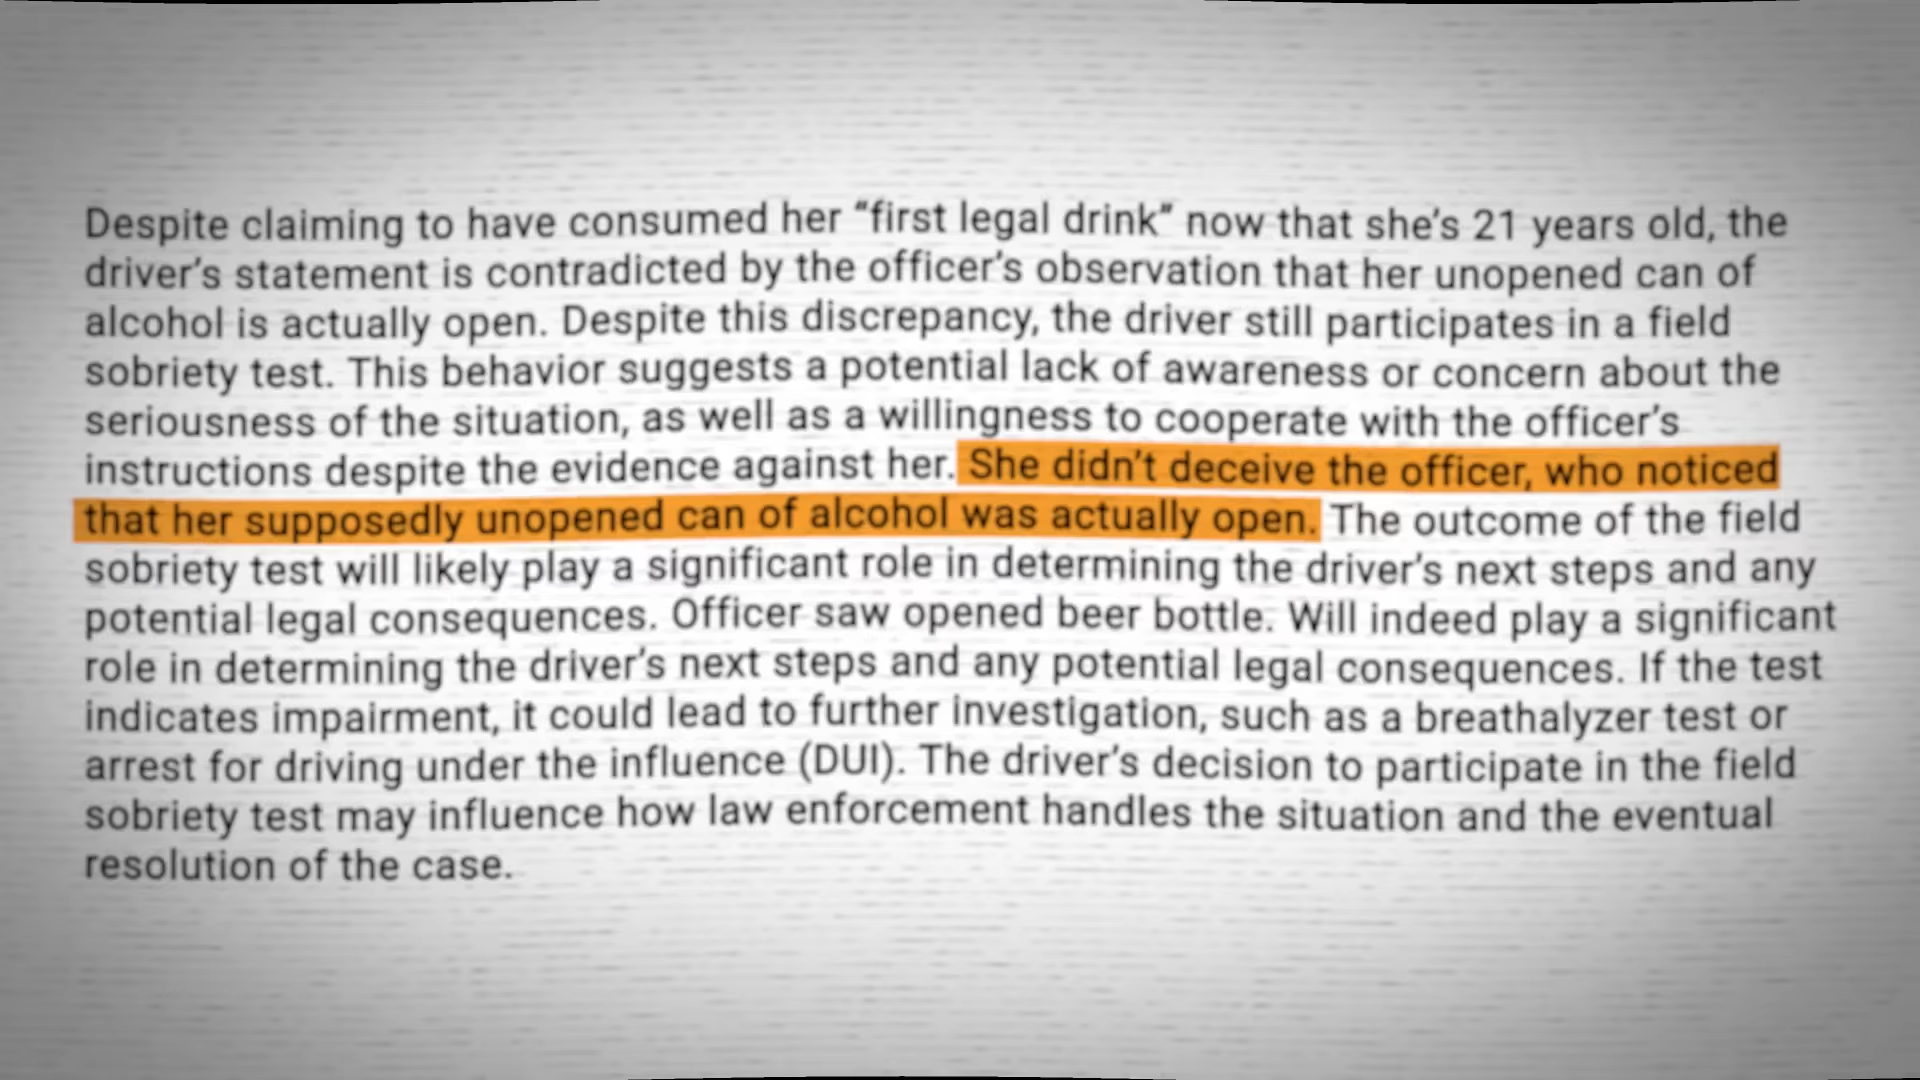 Despite claiming to have consumed her “first legal drink” now that she’s 21 years old, the
driver’s statement is contradicted by the officer’s observation that her unopened can of
alcohol is actually open. Despite this discrepancy, the driver still participates in a field
sobriety test. This behavior suggests a potential lack of awareness or concern about the
seriousness of the situation, as well as a willingness to cooperate with the officer’s
instructions despite the evidence against her. She didn’t deceive the officer, who noticed
that her supposedly unopened can of alcohol was actually open. The outcome of the field
sobriety test will likely play a significant role in determining the driver’s next steps and any
potential legal consequences. Officer saw opened beer bottle. Will indeed play a significant
role in determining the driver’s next steps and any potential legal consequences. If the test
indicates impairment, it could lead to further investigation, such as a breathalyzer test or
arrest for driving under the influence (DUI). The driver’s decision to participate in the field
sobriety test may influence how law enforcement handles the situation and the eventual
resolution of the case.